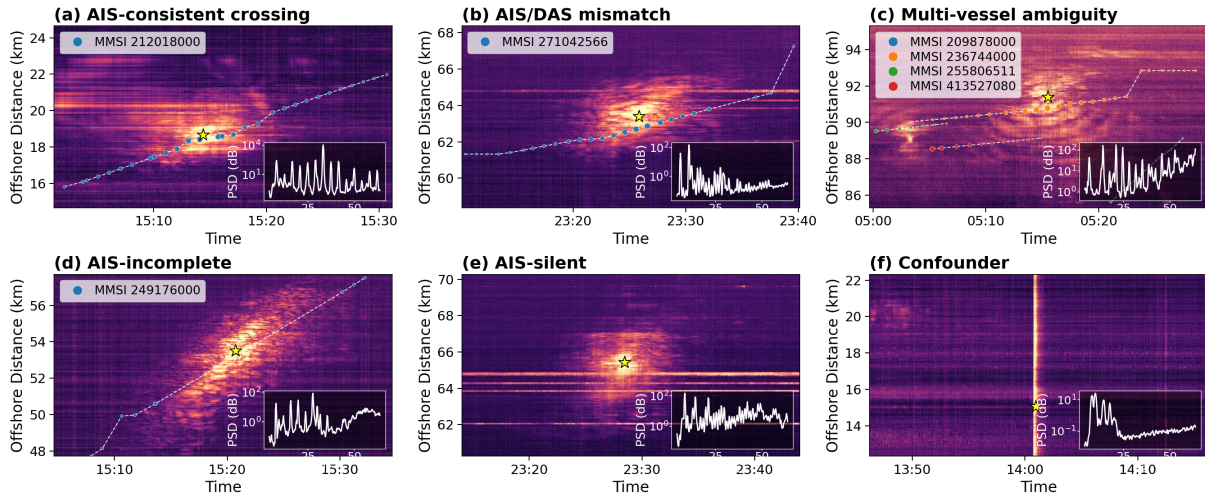 (a) AIS-consistent crossing
Offshore Distance (km)
24
22
20
18
16
MMSI 212018000
PSD (dB)
10^4
10^1
25
50
15:10
15:20
15:30
Time
(b) AIS/DAS mismatch
Offshore Distance (km)
68
66
64
62
60
MMSI 271042566
PSD (dB)
10^2
10^0
25
50
23:20
23:30
23:40
Time
(c) Multi-vessel ambiguity
Offshore Distance (km)
94
92
90
88
86
MMSI 209878000
MMSI 236744000
MMSI 255806511
MMSI 413527080
PSD (dB)
10^2
10^1
10^0
25
50
05:00
05:10
05:20
Time
(d) AIS-incomplete
Offshore Distance (km)
56
54
52
50
48
MMSI 249176000
PSD (dB)
10^2
10^0
25
50
15:10
15:20
15:30
Time
(e) AIS-silent
Offshore Distance (km)
70
68
66
64
62
PSD (dB)
10^2
10^0
25
50
23:20
23:30
23:40
Time
(f) Confounder
Offshore Distance (km)
22
20
18
16
14
PSD (dB)
10^1
10^-1
25
50
13:50
14:00
14:10
Time